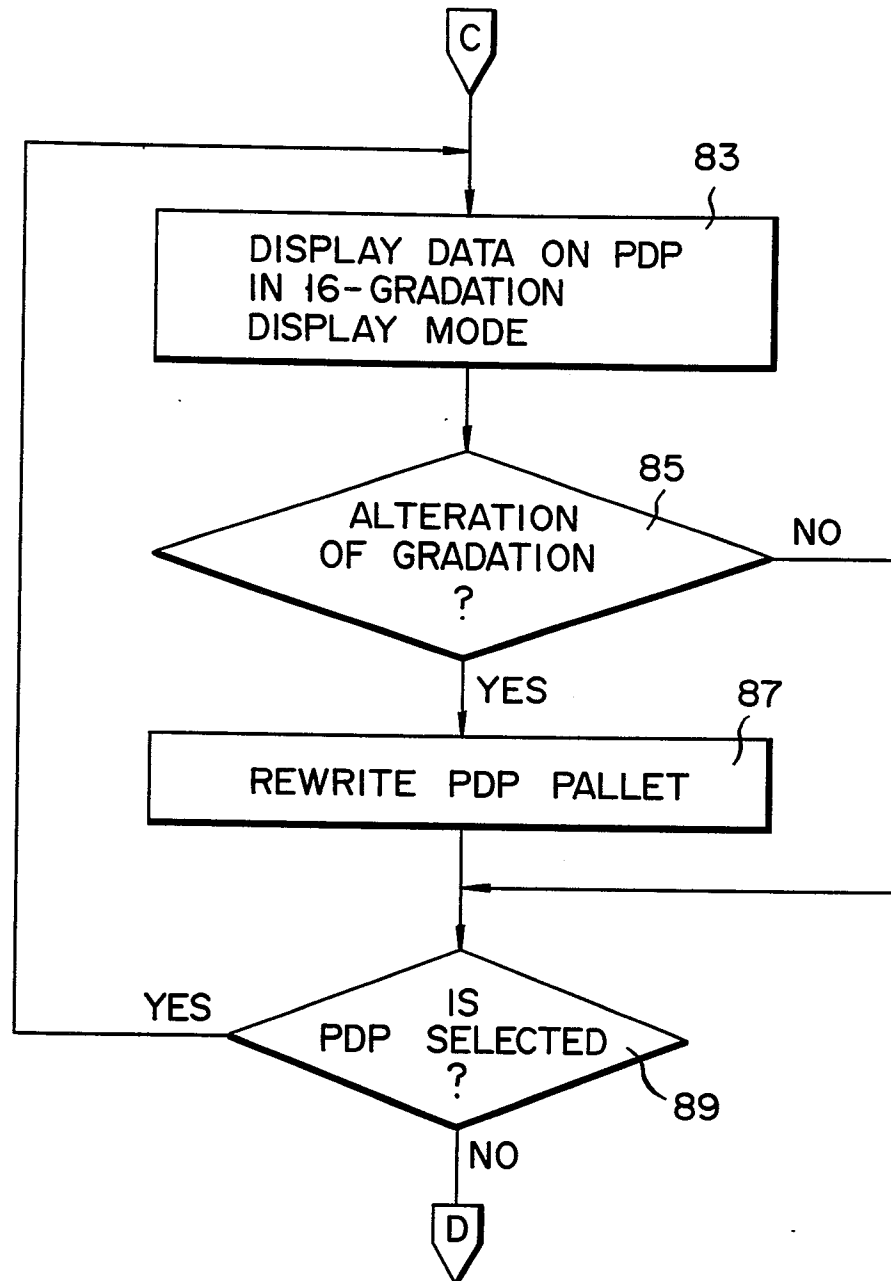 C
83
DISPLAY DATA ON PDP
IN 16-GRADATION
DISPLAY MODE
85
ALTERATION
OF GRADATION
?
NO
YES
87
REWRITE PDP PALLET
YES
IS
PDP SELECTED
?
89
NO
D